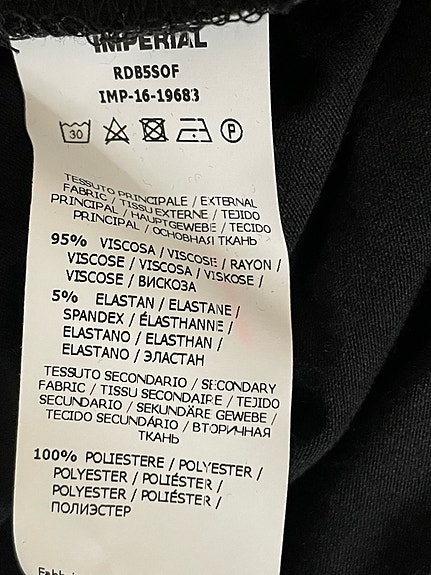 IMPERIAL
RDB5SOF
IMP-16-19683
30 P
TESSUTO PRINCIPALE / EXTERNAL
FABRIC / TISSU EXTERNE / TEJIDO
PRINCIPAL / HAUPTGEWEBE / TECIDO
PRINCIPAL / ОСНОВНАЯ ТКАНЬ
95% VISCOSA / VISCOSE / RAYON /
VISCOSE / VISCOSA / VISKOSE /
VISCOSE / ВИСКОЗА
5% ELASTAN / ELASTANE /
SPANDEX / ÉLASTHANNE /
ELASTANO / ELASTHAN /
ELASTANO / ЭЛАСТАН
TESSUTO SECONDARIO / SECONDARY
FABRIC / TISSU SECONDAIRE / TEJIDO
SECUNDARIO / SEKUNDÄRE GEWEBE /
TECIDO SECUNDÁRIO / ВТОРИЧНАЯ
ТКАНЬ
100% POLIESTERE / POLYESTER /
POLYESTER / POLIÉSTER /
POLYESTER / POLIÉSTER /
ПОЛИЭСТЕР